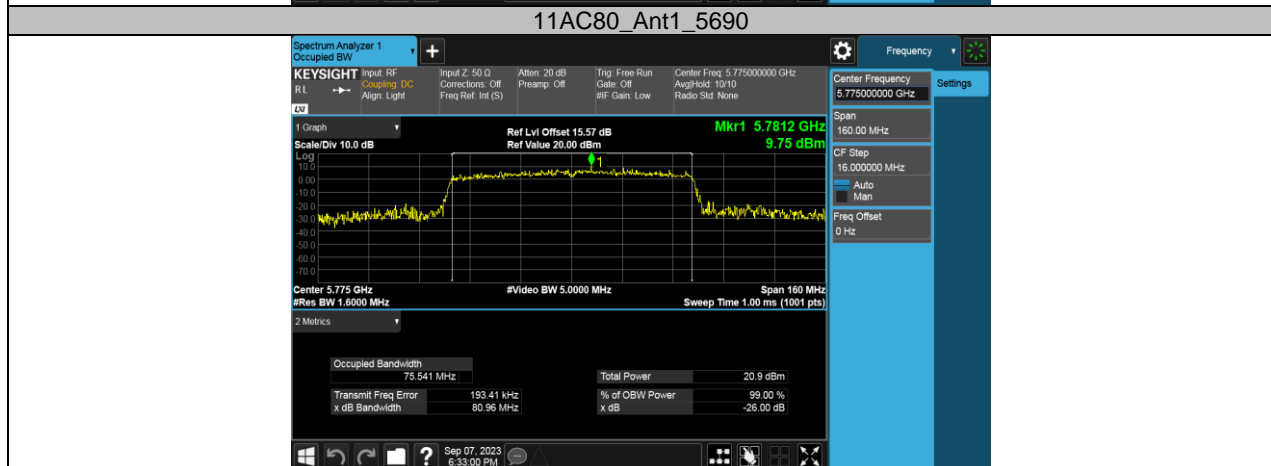 11AC80_Ant1_5690
Spectrum Analyzer 1
Occupied BW
Frequency
KEYSIGHT
RL
LXI
Input: RF
Coupling: DC
Align: Light
Input Z: 50 Ω
Corrections: Off
Freq Ref: Int (S)
Atten: 20 dB
Preamp: Off
Trig: Free Run
Gate: Off
#IF Gain: Low
Center Freq: 5.775000000 GHz
Avg|Hold: 10/10
Radio Std: None
Center Frequency
5.775000000 GHz
Settings
Span
160.00 MHz
CF Step
16.000000 MHz
Auto
Man
Freq Offset
0 Hz
1 Graph
Scale/Div 10.0 dB
Ref Lvl Offset 15.57 dB
Ref Value 20.00 dBm
Mkr1 5.7812 GHz
9.75 dBm
Log
10.0
0.00
-10.0
-20.0
-30.0
-40.0
-50.0
-60.0
-70.0
1
Center 5.775 GHz
#Res BW 1.6000 MHz
#Video BW 5.0000 MHz
Span 160 MHz
Sweep Time 1.00 ms (1001 pts)
2 Metrics
Occupied Bandwidth
75.541 MHz
Total Power 20.9 dBm
Transmit Freq Error 193.41 kHz
% of OBW Power 99.00 %
x dB Bandwidth 80.96 MHz
x dB -26.00 dB
?
Sep 07, 2023
6:33:00 PM